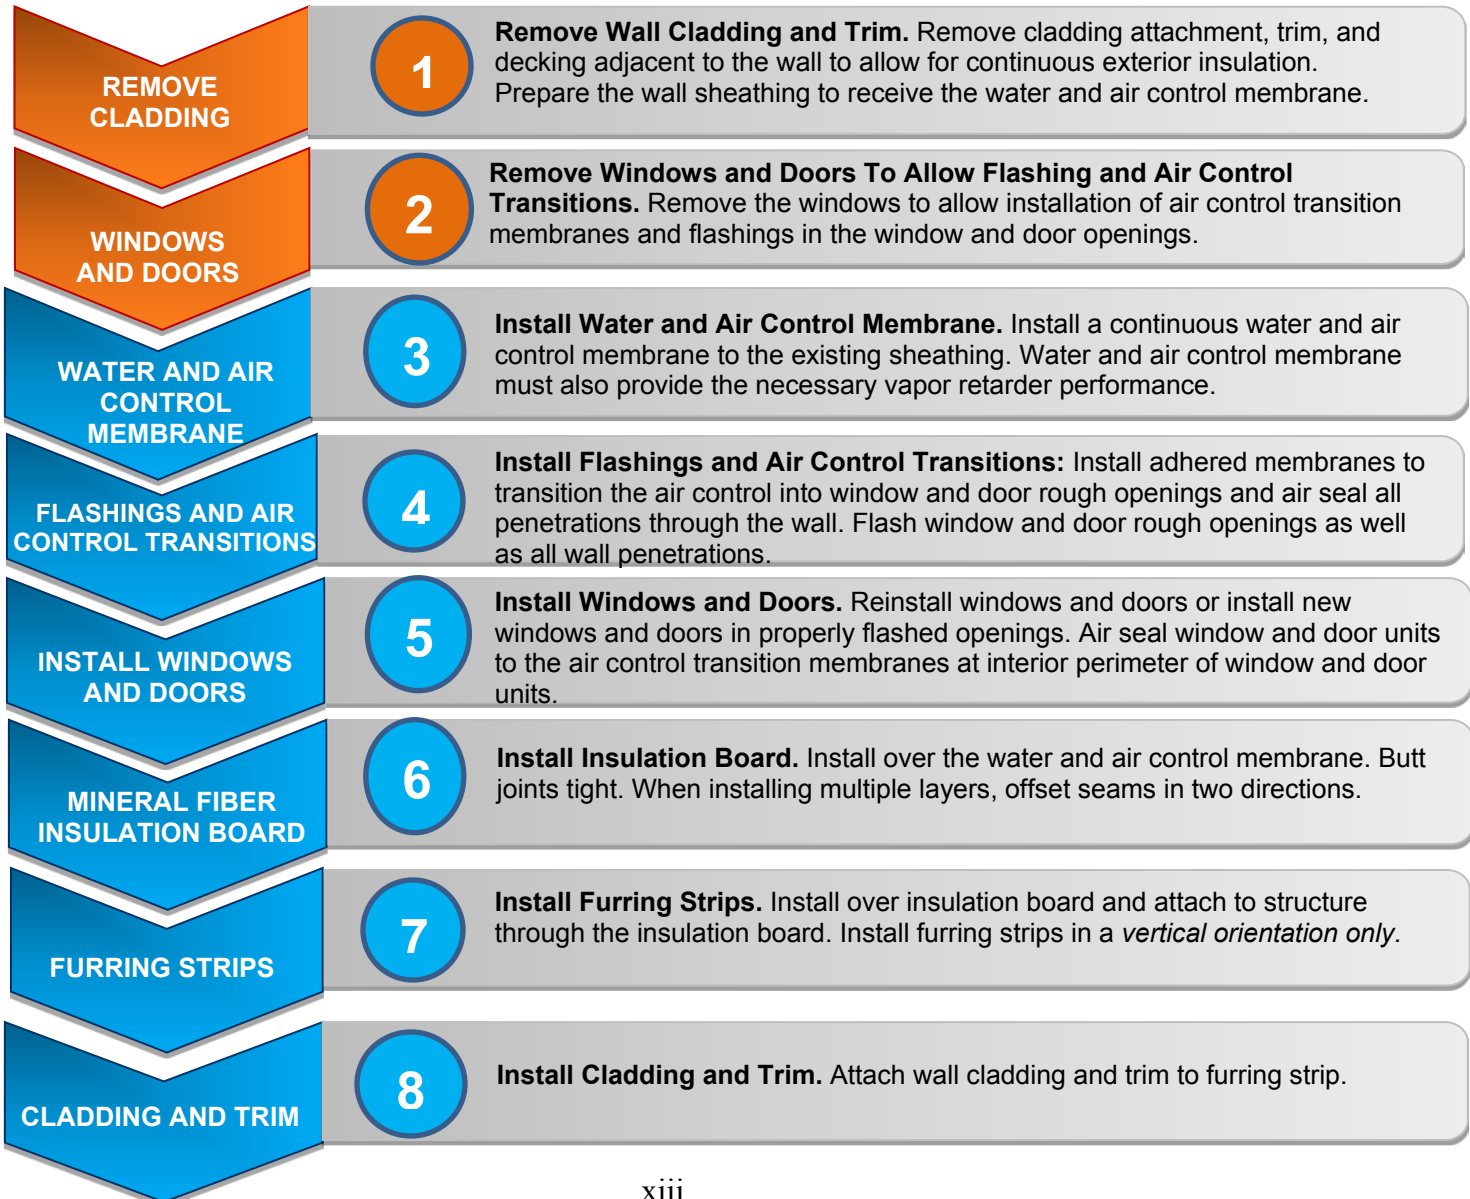 REMOVE
CLADDING
1
Remove Wall Cladding and Trim. Remove cladding attachment, trim, and
decking adjacent to the wall to allow for continuous exterior insulation.
Prepare the wall sheathing to receive the water and air control membrane.
WINDOWS
AND DOORS
2
Remove Windows and Doors To Allow Flashing and Air Control
Transitions. Remove the windows to allow installation of air control transition
membranes and flashings in the window and door openings.
WATER AND AIR
CONTROL
MEMBRANE
3
Install Water and Air Control Membrane. Install a continuous water and air
control membrane to the existing sheathing. Water and air control membrane
must also provide the necessary vapor retarder performance.
FLASHINGS AND AIR
CONTROL TRANSITIONS
4
Install Flashings and Air Control Transitions: Install adhered membranes to
transition the air control into window and door rough openings and air seal all
penetrations through the wall. Flash window and door rough openings as well
as all wall penetrations.
INSTALL WINDOWS
AND DOORS
5
Install Windows and Doors. Reinstall windows and doors or install new
windows and doors in properly flashed openings. Air seal window and door units
to the air control transition membranes at interior perimeter of window and door
units.
MINERAL FIBER
INSULATION BOARD
6
Install Insulation Board. Install over the water and air control membrane. Butt
joints tight. When installing multiple layers, offset seams in two directions.
FURRING STRIPS
7
Install Furring Strips. Install over insulation board and attach to structure
through the insulation board. Install furring strips in a vertical orientation only.
CLADDING AND TRIM
8
Install Cladding and Trim. Attach wall cladding and trim to furring strip.
xiii